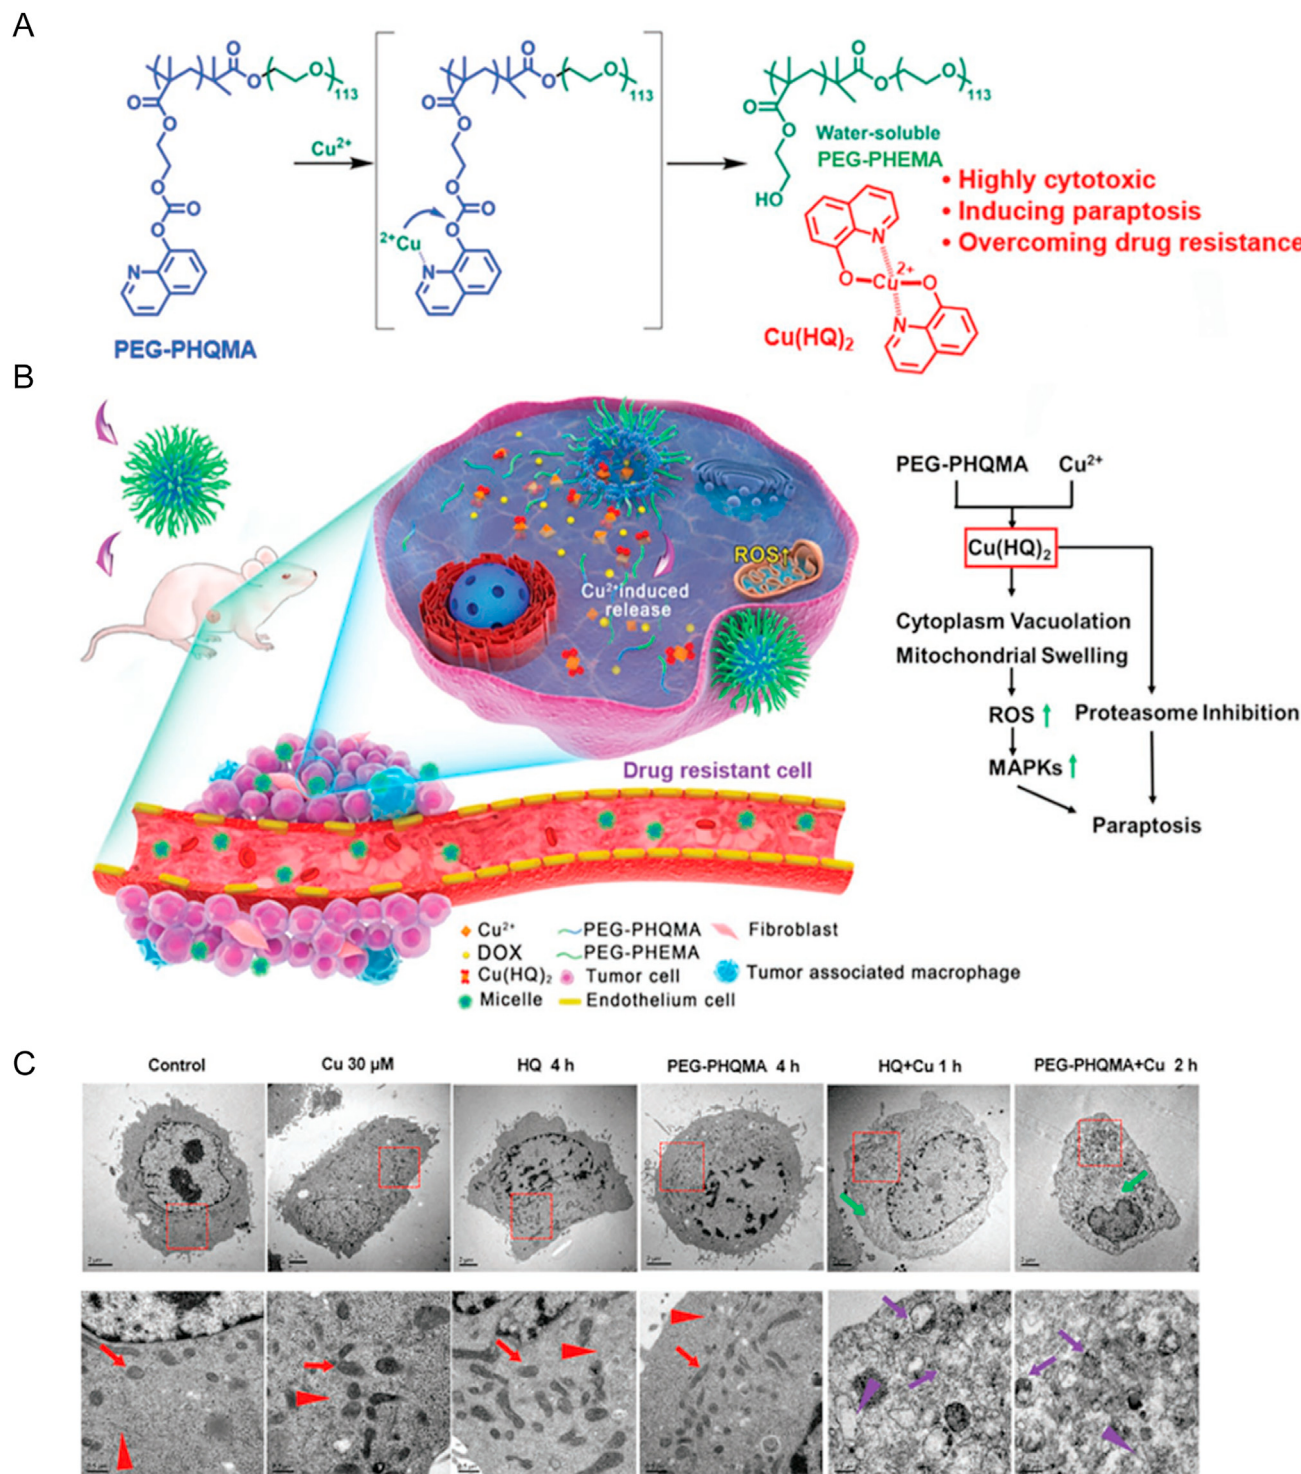 A
O
O
113
O
O
O
O
O
N
PEG-PHQMA
Cu²⁺
O
O
113
O
O
O
O
O
²⁺Cu
N
O
O
113
O
O
HO
Water-soluble
PEG-PHEMA
• Highly cytotoxic
• Inducing paraptosis
• Overcoming drug resistance
N
O
Cu
2+
O
N
Cu(HQ)₂
B
ROS↑
Cu²⁺induced
release
Drug resistant cell
Cu²⁺
PEG-PHQMA
Fibroblast
DOX
PEG-PHEMA
Cu(HQ)₂
Tumor cell
Tumor associated macrophage
Micelle
Endothelium cell
PEG-PHQMA Cu²⁺
Cu(HQ)₂
Cytoplasm Vacuolation
Mitochondrial Swelling
ROS ↑ Proteasome Inhibition
MAPKs ↑
Paraptosis
C
Control
Cu 30 μM
HQ 4 h
PEG-PHQMA 4 h
HQ+Cu 1 h
PEG-PHQMA+Cu 2 h